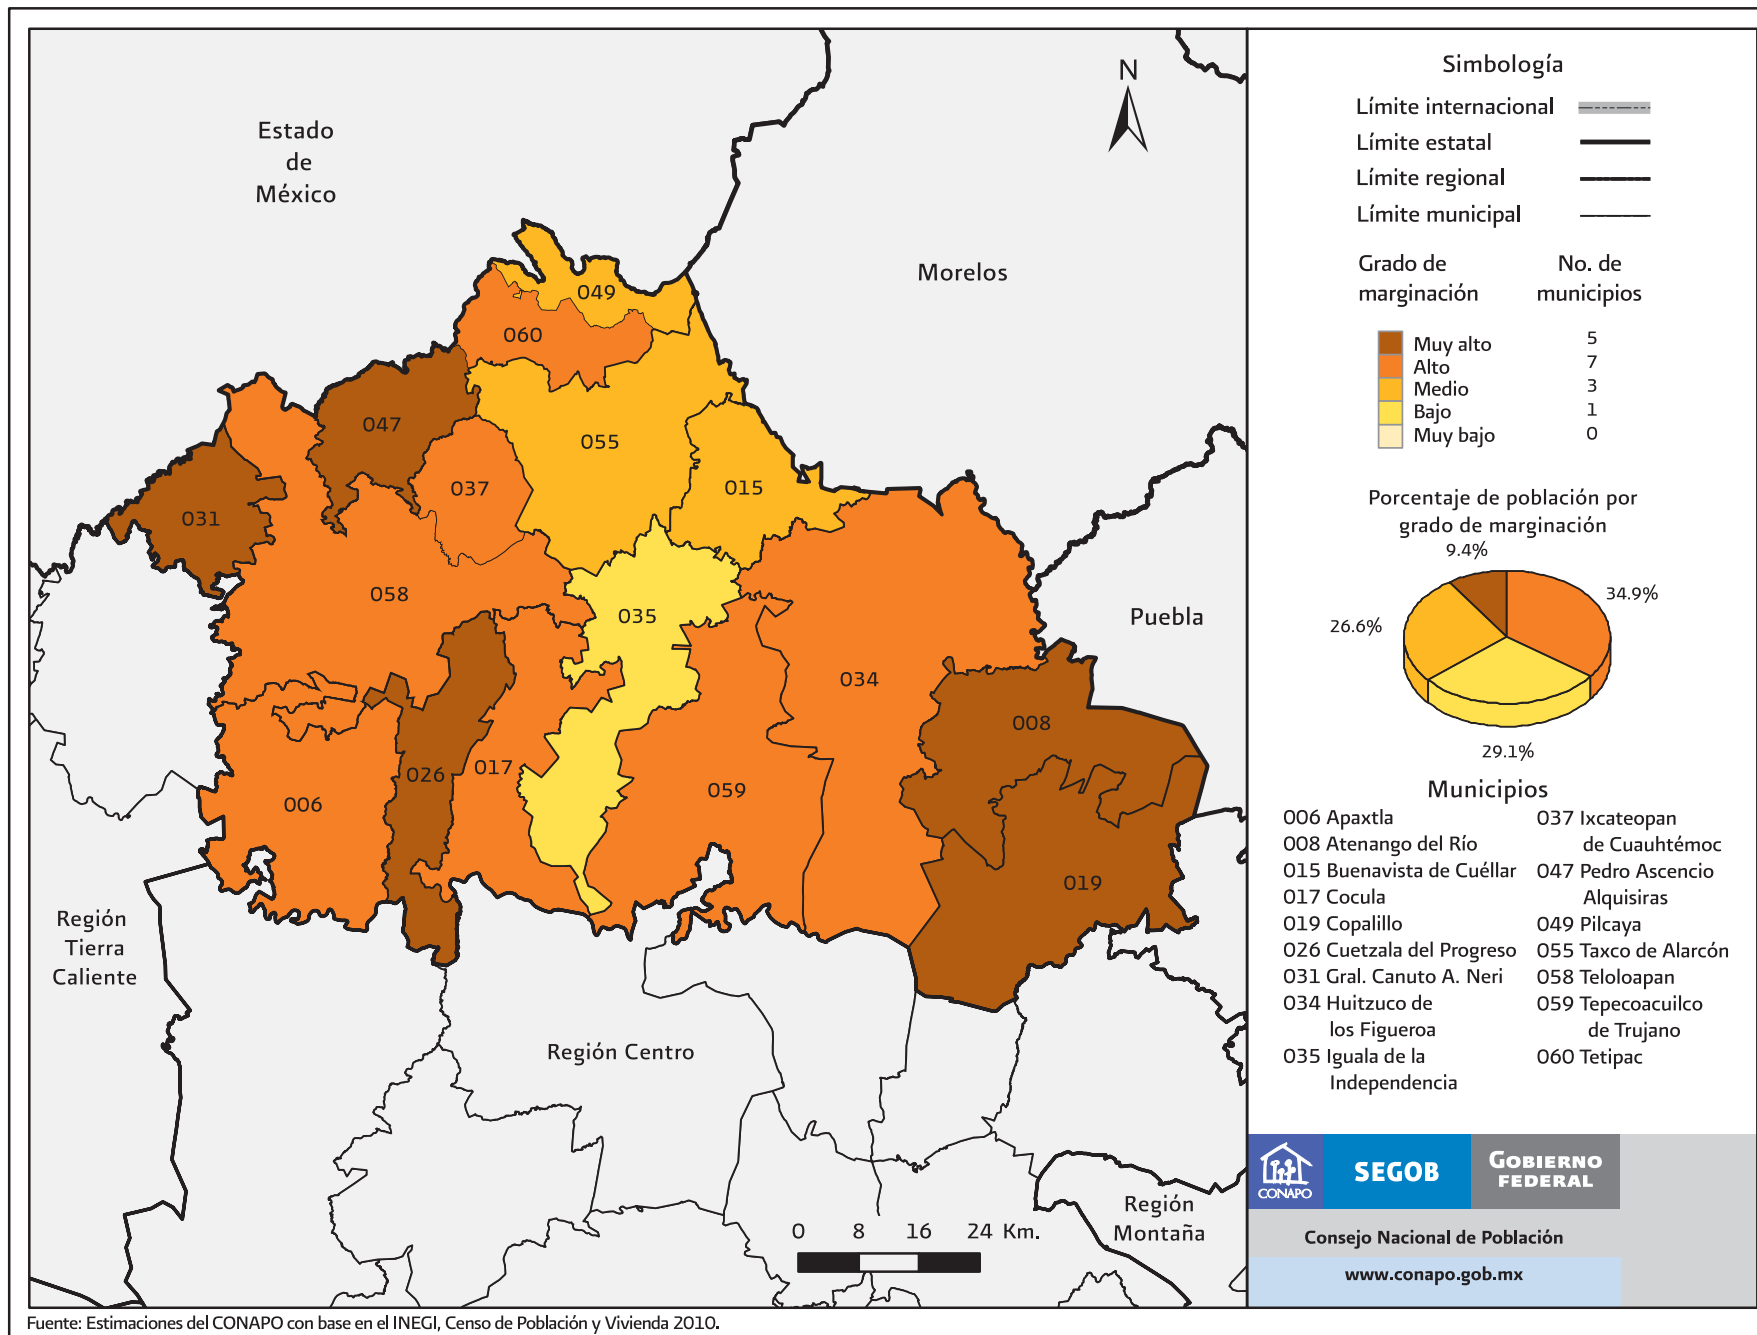 Estado
de
México
N
Morelos
Puebla
049
060
047
055
037
015
031
058
035
034
008
026
017
006
059
019
Región
Tierra
Caliente
Región Centro
Región
Montaña
0 8 16 24 Km.
Simbología
Límite internacional
Límite estatal
Límite regional
Límite municipal
Grado de marginación
No. de municipios
Muy alto 5
Alto 7
Medio 3
Bajo 1
Muy bajo 0
Porcentaje de población por
grado de marginación
9.4%
34.9%
26.6%
29.1%
Municipios
006 Apaxtla
008 Atenango del Río
015 Buenavista de Cuéllar
017 Cocula
019 Copalillo
026 Cuetzala del Progreso
031 Gral. Canuto A. Neri
034 Huitzuco de
los Figueroa
035 Iguala de la
Independencia
037 Ixcateopan
de Cuauhtémoc
047 Pedro Ascencio
Alquisiras
049 Pilcaya
055 Taxco de Alarcón
058 Teloloapan
059 Tepecoacuilco
de Trujano
060 Tetipac
CONAPO
SEGOB
GOBIERNO
FEDERAL
Consejo Nacional de Población
www.conapo.gob.mx
Fuente: Estimaciones del CONAPO con base en el INEGI, Censo de Población y Vivienda 2010.